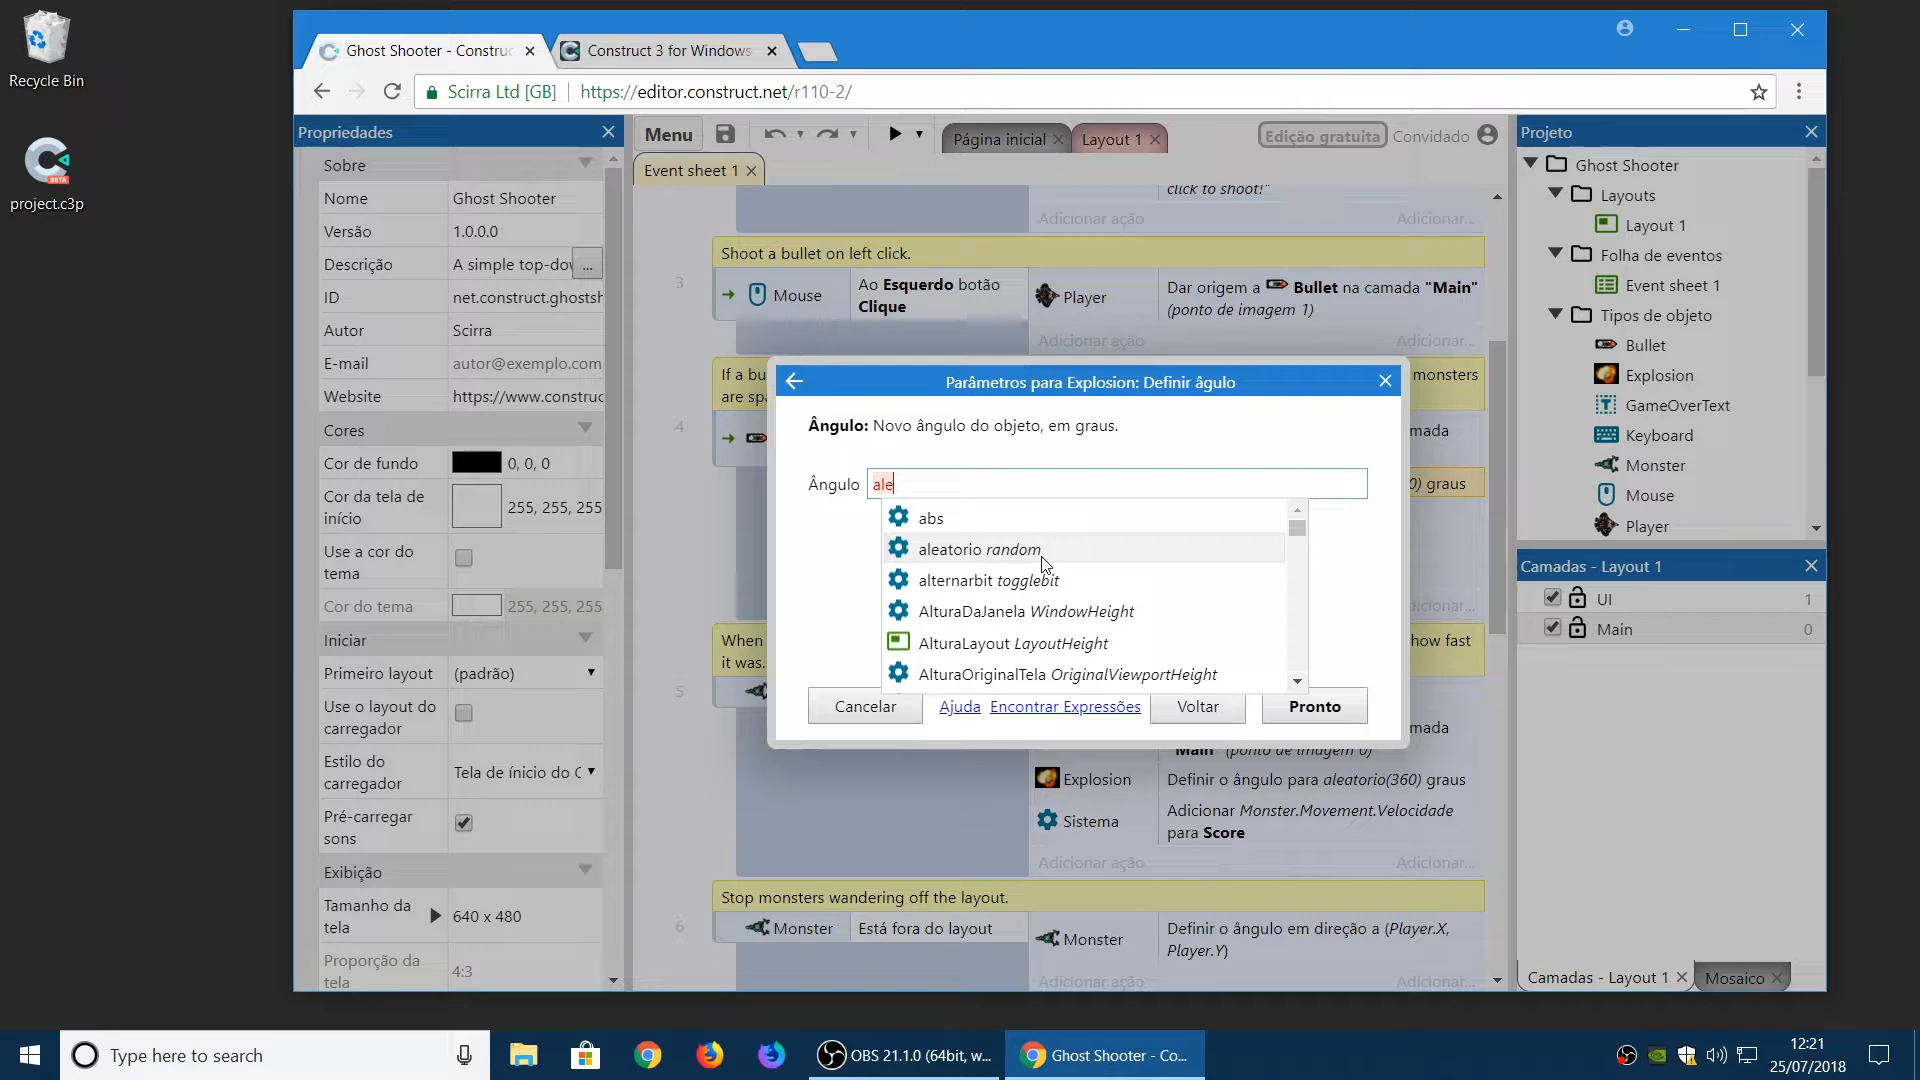 Recycle Bin
project.c3p
Ghost Shooter - Construc
Construct 3 for Windows
Scirra Ltd [GB]
https://editor.construct.net/r110-2/
Propriedades
Sobre
Nome
Ghost Shooter
Versão
1.0.0.0
Descrição
A simple top-dow
...
ID
net.construct.ghostsh
Autor
Scirra
E-mail
autor@exemplo.com
Website
https://www.construc
Cores
Cor de fundo
0, 0, 0
Cor da tela de
início
255, 255, 255
Use a cor do
tema
Cor do tema
255, 255, 255
Iniciar
Primeiro layout
(padrão)
Use o layout do
carregador
Estilo do
carregador
Tela de ínicio do C
Pré-carregar
sons
Exibição
Tamanho da
tela
640 x 480
Proporção da
tela
4:3
Menu
Página inicial
Layout 1
Edição gratuita
Convidado
Event sheet 1
click to shoot!"
Adicionar ação
Adicionar...
Shoot a bullet on left click.
3
Mouse
Ao Esquerdo botão
Clique
Player
Dar origem a Bullet na camada "Main"
(ponto de imagem 1)
Adicionar ação
Adicionar...
If a bu
monsters
are spa
4
mada
0) graus
Adicionar...
When
how fast
it was.
5
mada
"Main" (ponto de imagem 0)
Explosion
Definir o ângulo para aleatorio(360) graus
Sistema
Adicionar Monster.Movement.Velocidade
para Score
Adicionar ação
Adicionar...
Stop monsters wandering off the layout.
6
Monster
Está fora do layout
Monster
Definir o ângulo em direção a (Player.X,
Player.Y)
Adicionar ação
Adicionar...
Parâmetros para Explosion: Definir âgulo
Ângulo: Novo ângulo do objeto, em graus.
Ângulo
ale
abs
aleatorio random
alternarbit togglebit
AlturaDaJanela WindowHeight
AlturaLayout LayoutHeight
AlturaOriginalTela OriginalViewportHeight
Cancelar
Ajuda
Encontrar Expressões
Voltar
Pronto
Projeto
Ghost Shooter
Layouts
Layout 1
Folha de eventos
Event sheet 1
Tipos de objeto
Bullet
Explosion
GameOverText
Keyboard
Monster
Mouse
Player
Camadas - Layout 1
UI
1
Main
0
Camadas - Layout 1
Mosaico
Type here to search
OBS 21.1.0 (64bit, w...
Ghost Shooter - Co...
12:21
25/07/2018